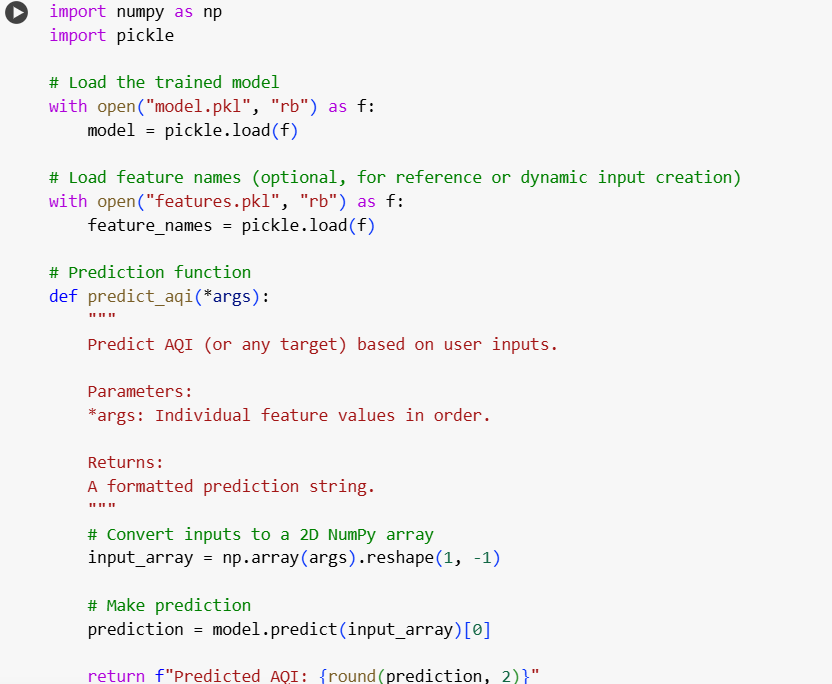 import numpy as np
import pickle
# Load the trained model
with open("model.pkl", "rb") as f:
    model = pickle.load(f)
# Load feature names (optional, for reference or dynamic input creation)
with open("features.pkl", "rb") as f:
    feature_names = pickle.load(f)
# Prediction function
def predict_aqi(*args):
    """
    Predict AQI (or any target) based on user inputs.
    Parameters:
    *args: Individual feature values in order.
    Returns:
    A formatted prediction string.
    """
    # Convert inputs to a 2D NumPy array
    input_array = np.array(args).reshape(1, -1)
    # Make prediction
    prediction = model.predict(input_array)[0]
    return f"Predicted AQI: {round(prediction, 2)}"